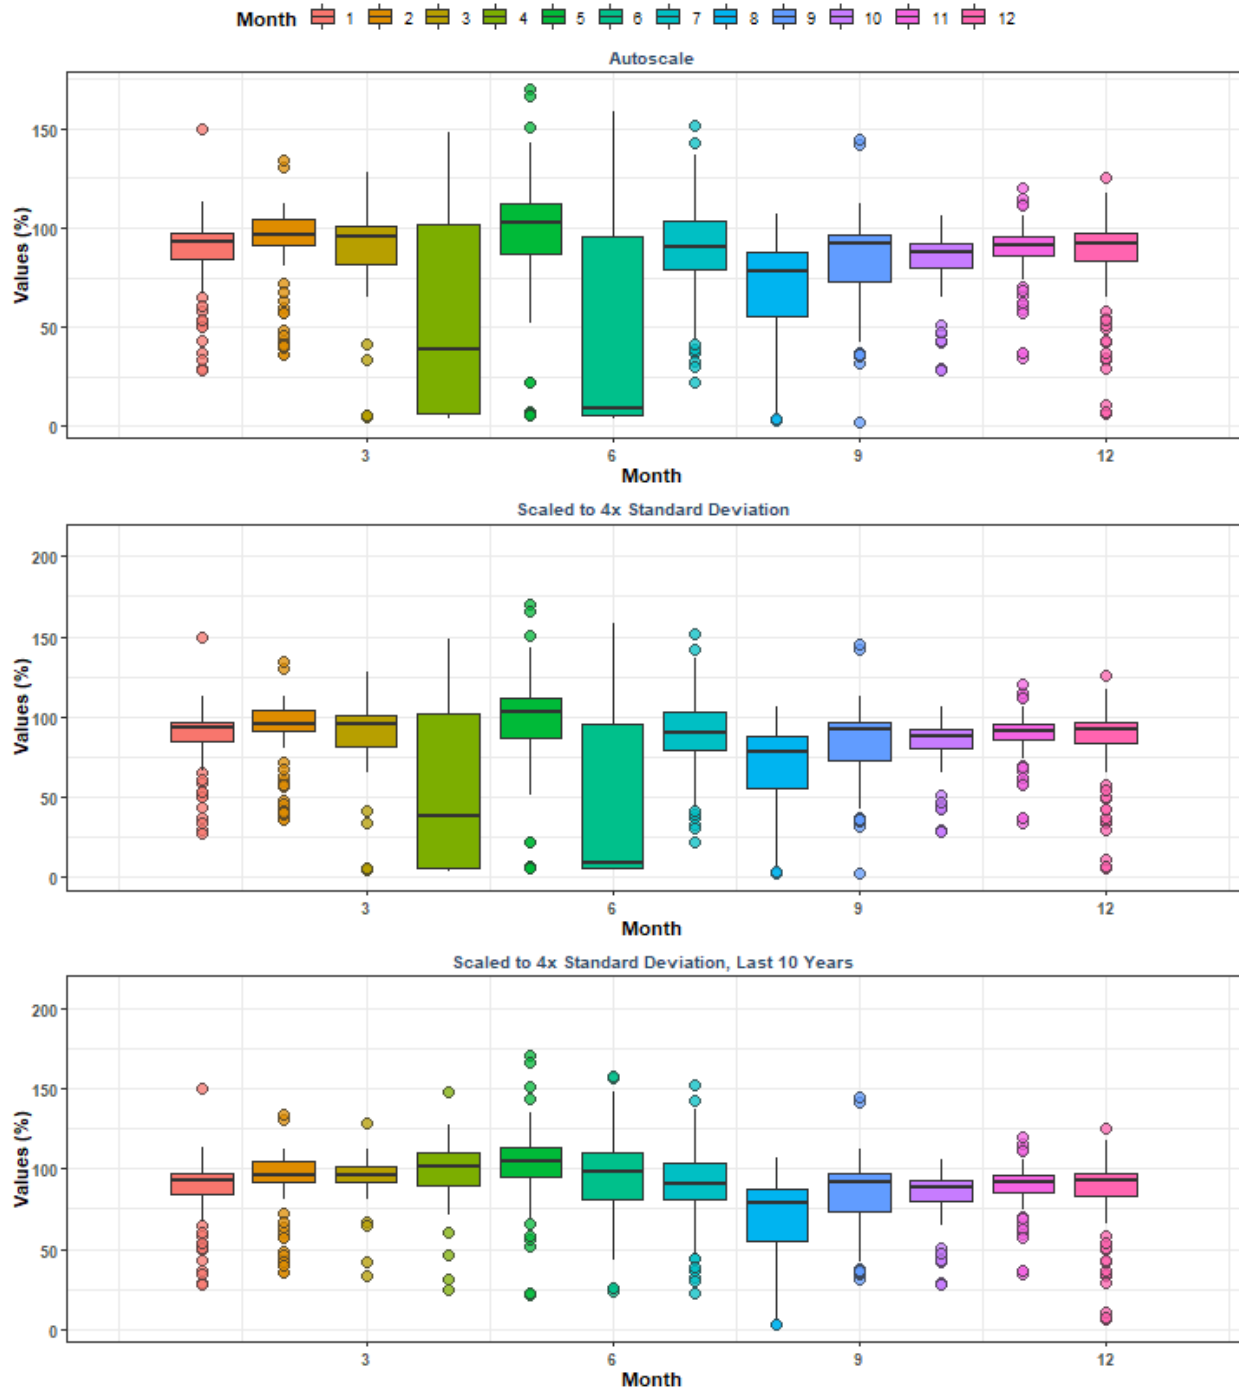 Month 1 2 3 4 5 6 7 8 9 10 11 12
Autoscale
Values (%)
150
100
50
0
3 6 9 12
Month
Scaled to 4x Standard Deviation
Values (%)
200
150
100
50
0
3 6 9 12
Month
Scaled to 4x Standard Deviation, Last 10 Years
Values (%)
200
150
100
50
0
3 6 9 12
Month